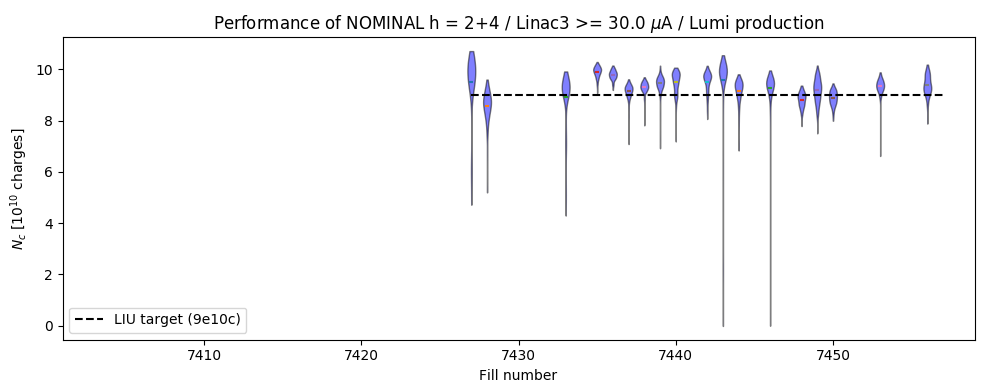 Performance of NOMINAL h = 2+4 / Linac3 >= 30.0 μA / Lumi production
10
8
6
4
2
0
N_c [10^10 charges]
LIU target (9e10c)
7410 7420 7430 7440 7450
Fill number